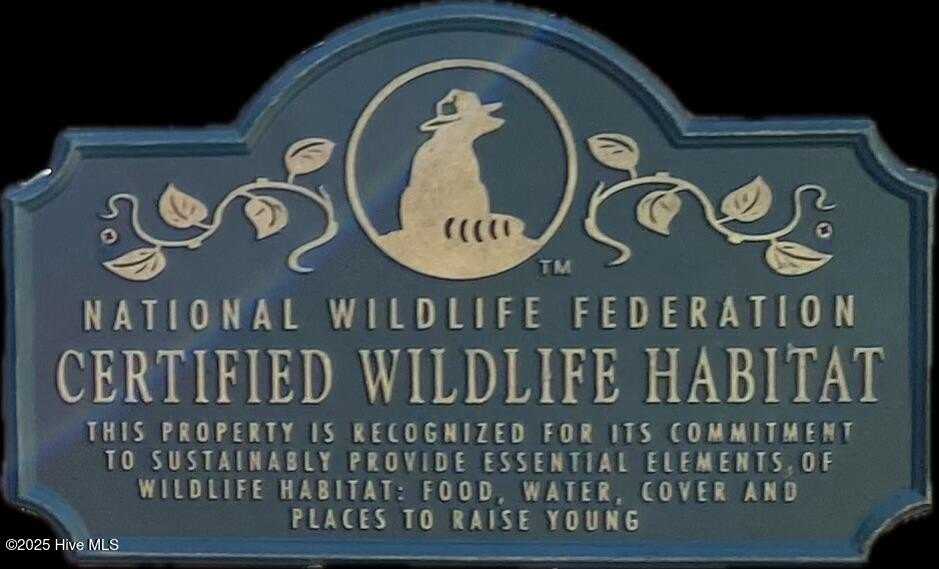 TM
NATIONAL WILDLIFE FEDERATION
CERTIFIED WILDLIFE HABITAT
THIS PROPERTY IS RECOGNIZED FOR ITS COMMITMENT
TO SUSTAINABLY PROVIDE ESSENTIAL ELEMENTS OF
WILDLIFE HABITAT: FOOD, WATER, COVER AND
PLACES TO RAISE YOUNG
©2025 Hive MLS